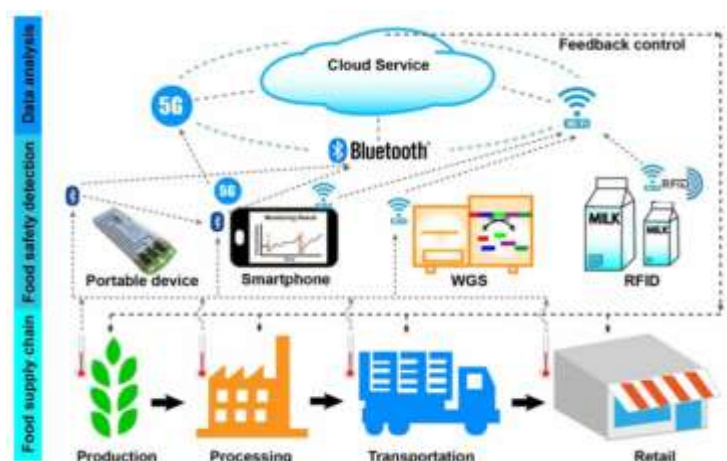 Data analysis
Food safety detection
Food supply chain
Feedback control
Cloud Service
5G
Bluetooth
5G
RFID
MILK
MILK
Portable device
Smartphone
WGS
RFID
Production
Processing
Transportation
Retail